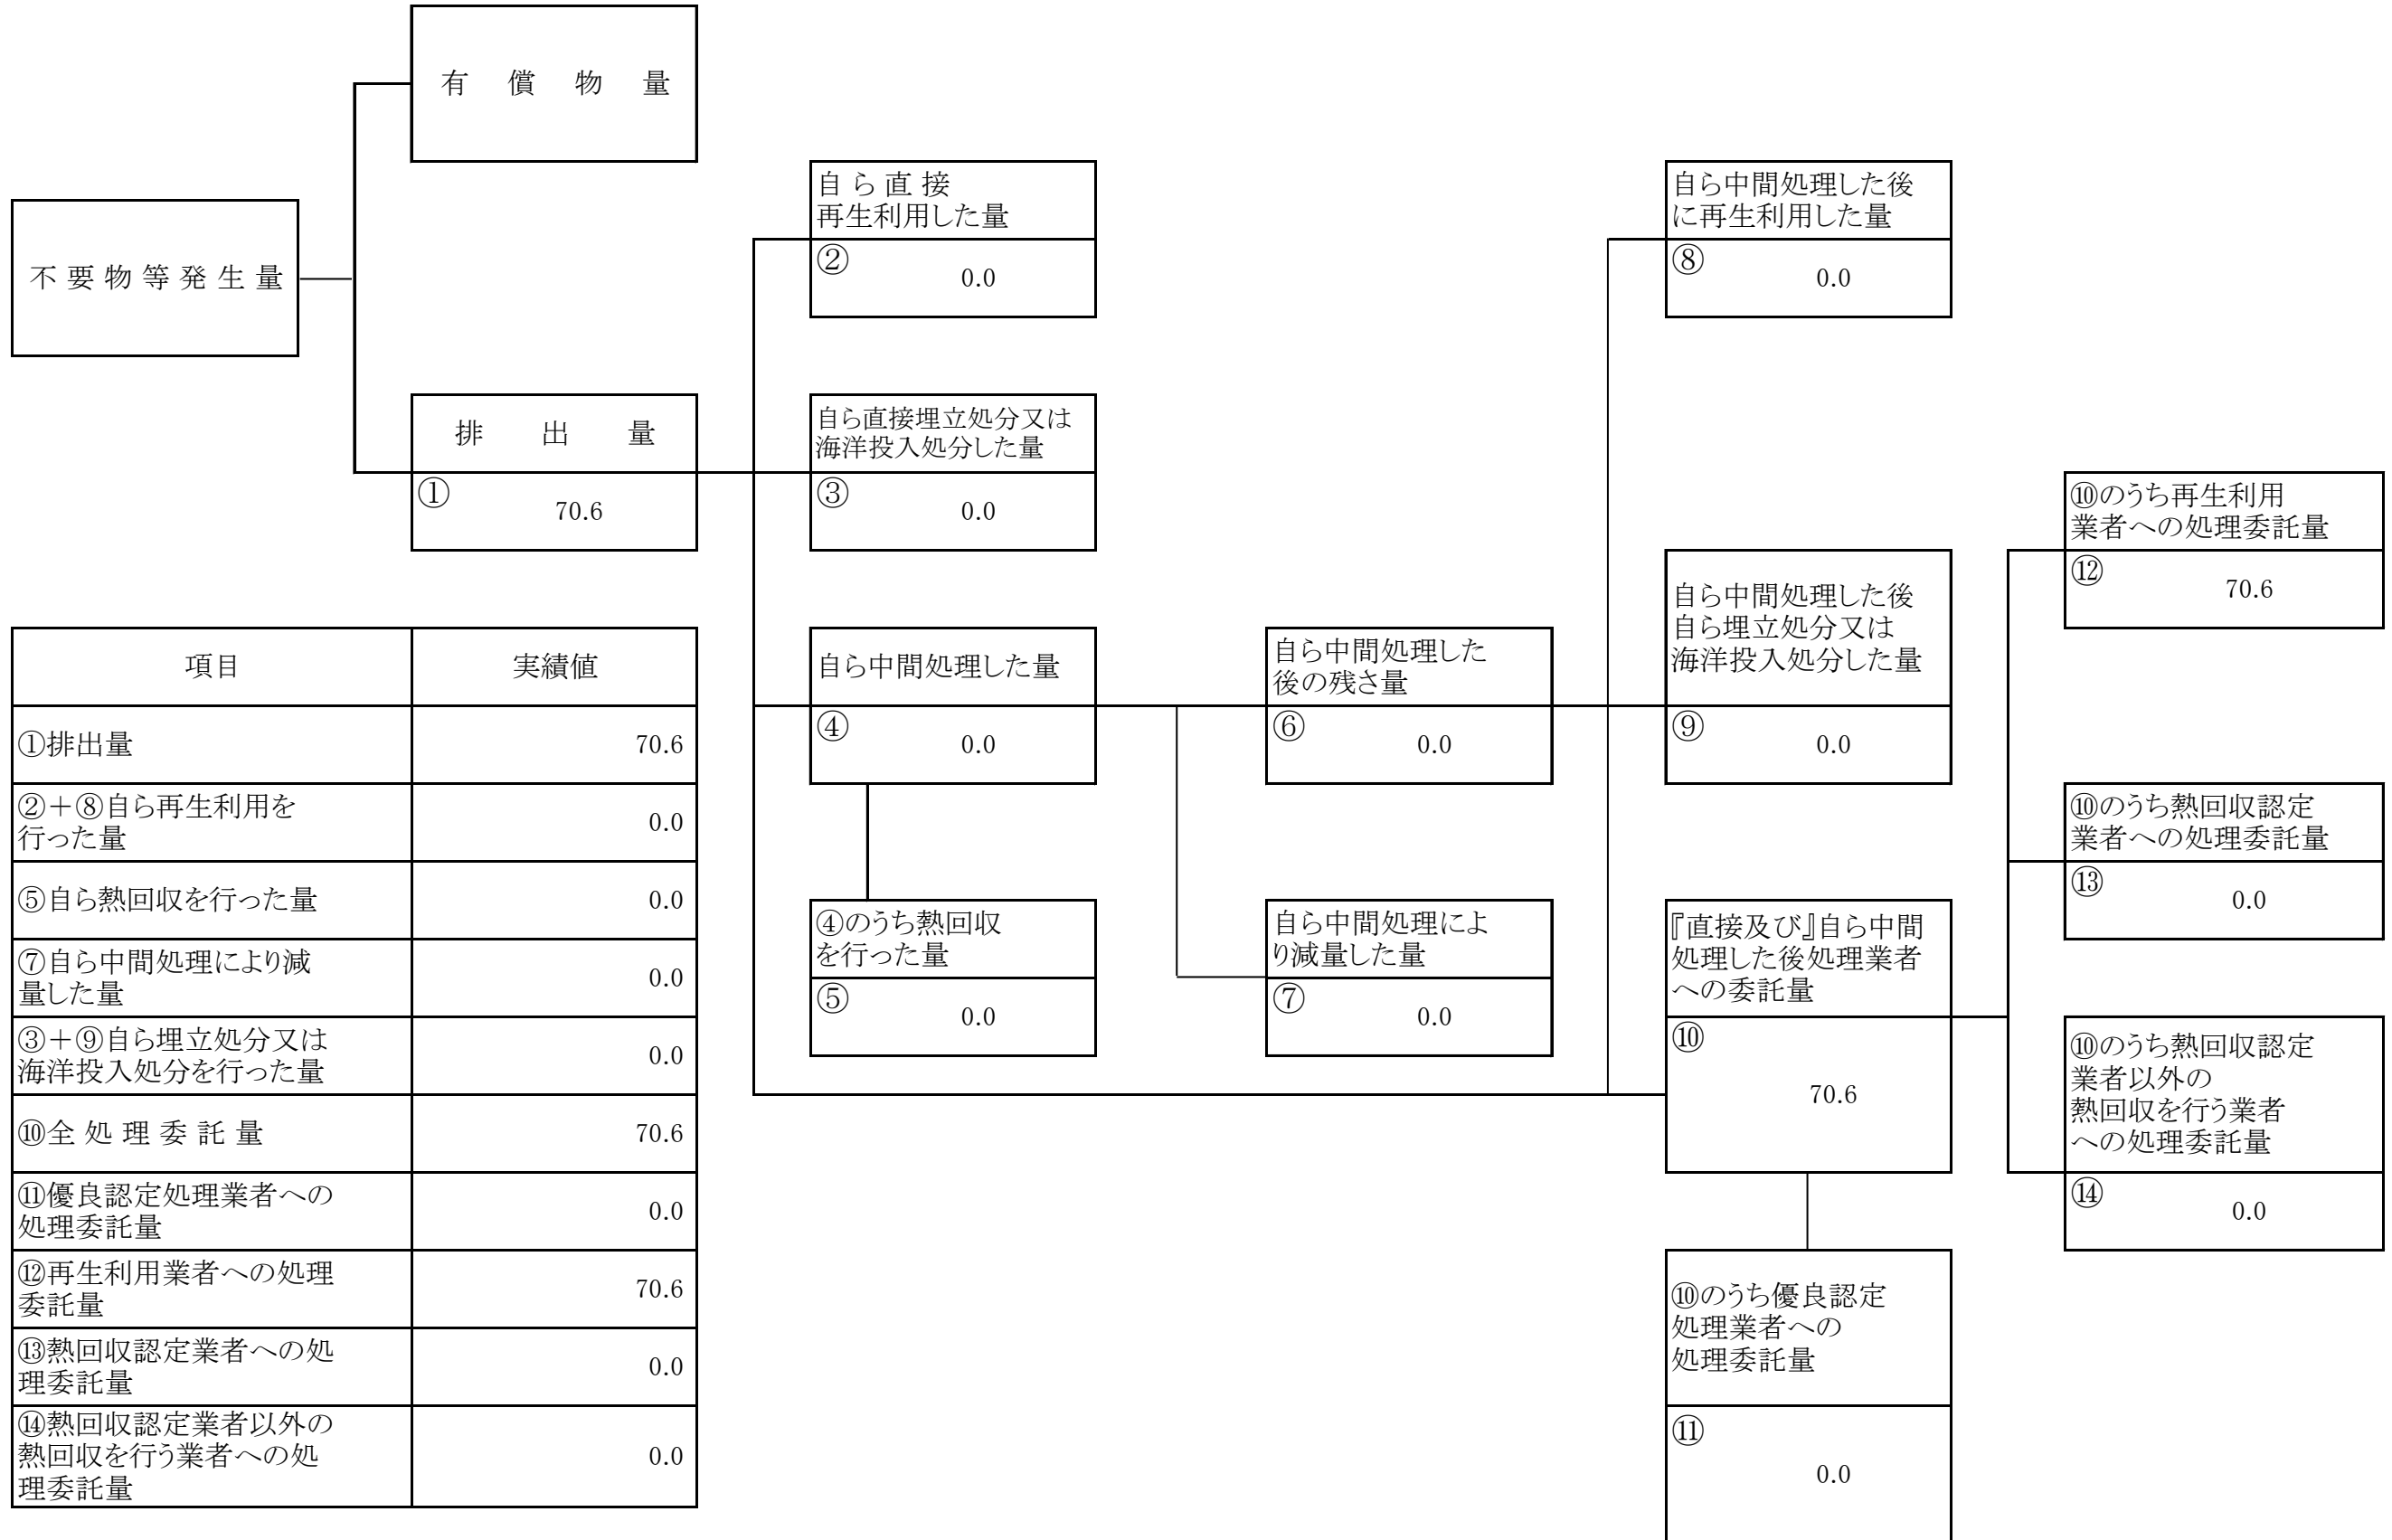 有償物量
不要物等発生量
排出量
①
70.6
自ら直接
再生利用した量
②
0.0
自ら直接埋立処分又は
海洋投入処分した量
③
0.0
自ら中間処理した量
④
0.0
④のうち熱回収
を行った量
⑤
0.0
自ら中間処理した
後の残さ量
⑥
0.0
自ら中間処理によ
り減量した量
⑦
0.0
自ら中間処理した後
に再生利用した量
⑧
0.0
自ら中間処理した後
自ら埋立処分又は
海洋投入処分した量
⑨
0.0
『直接及び』自ら中間
処理した後処理業者
への委託量
⑩
70.6
⑩のうち優良認定
処理業者への
処理委託量
⑪
0.0
⑩のうち再生利用
業者への処理委託量
⑫
70.6
⑩のうち熱回収認定
業者への処理委託量
⑬
0.0
⑩のうち熱回収認定
業者以外の
熱回収を行う業者
への処理委託量
⑭
0.0
項目 実績値
①排出量 70.6
②＋⑧自ら再生利用を
行った量 0.0
⑤自ら熱回収を行った量 0.0
⑦自ら中間処理により減
量した量 0.0
③＋⑨自ら埋立処分又は
海洋投入処分を行った量 0.0
⑩全処理委託量 70.6
⑪優良認定処理業者への
処理委託量 0.0
⑫再生利用業者への処理
委託量 70.6
⑬熱回収認定業者への処
理委託量 0.0
⑭熱回収認定業者以外の
熱回収を行う業者への処
理委託量 0.0